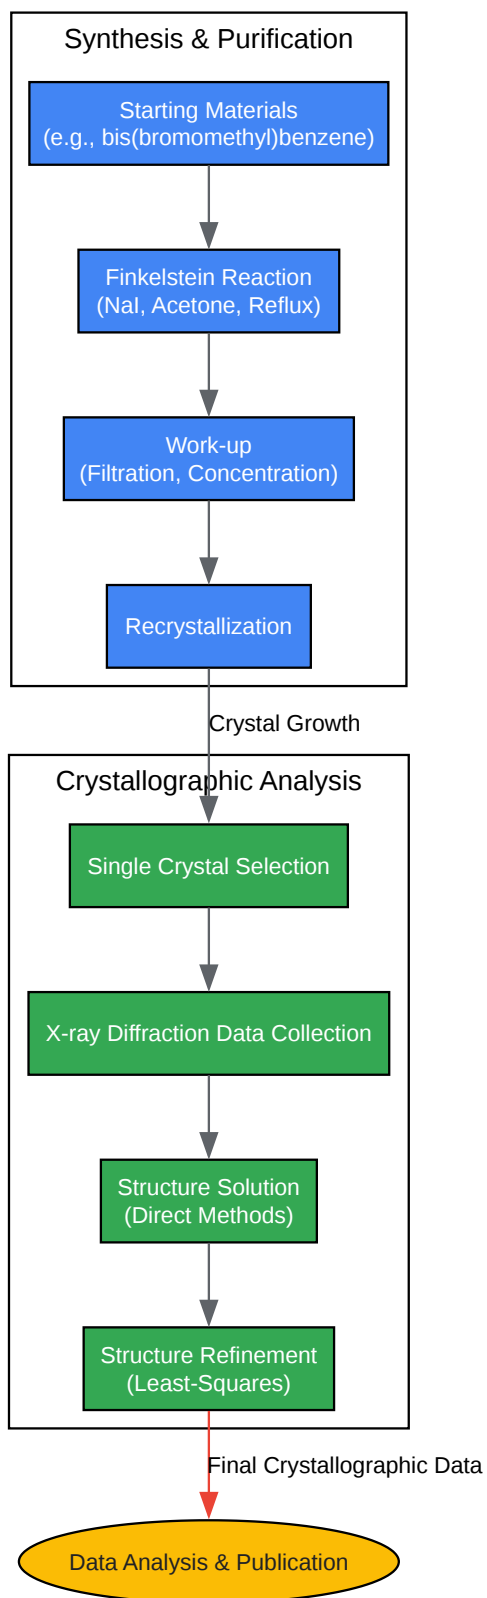 Synthesis & Purification
Starting Materials
(e.g., bis(bromomethyl)benzene)
Finkelstein Reaction
(NaI, Acetone, Reflux)
Work-up
(Filtration, Concentration)
Recrystallization
Crystal Growth
Crystallographic Analysis
Single Crystal Selection
X-ray Diffraction Data Collection
Structure Solution
(Direct Methods)
Structure Refinement
(Least-Squares)
Final Crystallographic Data
Data Analysis & Publication